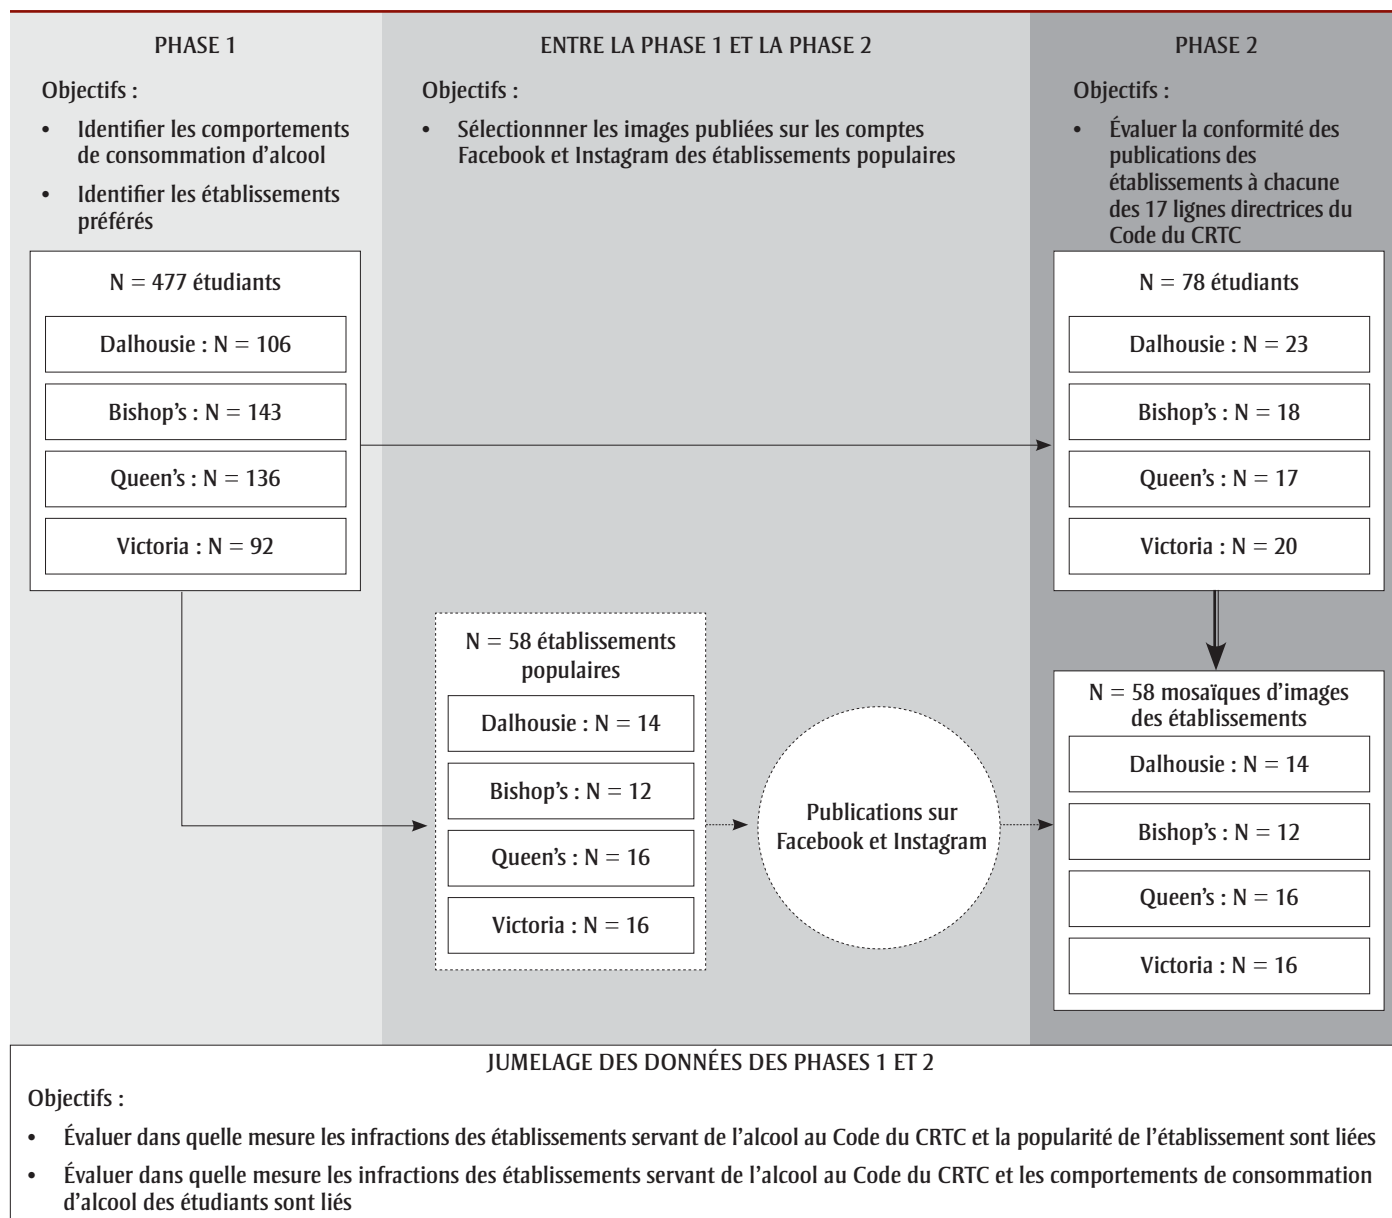 PHASE 1
Objectifs :
• Identifier les comportements
de consommation d'alcool
• Identifier les établissements
préférés
N = 477 étudiants
Dalhousie : N = 106
Bishop's : N = 143
Queen's : N = 136
Victoria : N = 92
ENTRE LA PHASE 1 ET LA PHASE 2
Objectifs :
• Sélectionnner les images publiées sur les comptes
Facebook et Instagram des établissements populaires
N = 58 établissements
populaires
Dalhousie : N = 14
Bishop's : N = 12
Queen's : N = 16
Victoria : N = 16
Publications sur
Facebook et Instagram
PHASE 2
Objectifs :
• Évaluer la conformité des
publications des
établissements à chacune
des 17 lignes directrices du
Code du CRTC
N = 78 étudiants
Dalhousie : N = 23
Bishop's : N = 18
Queen's : N = 17
Victoria : N = 20
N = 58 mosaïques d'images
des établissements
Dalhousie : N = 14
Bishop's : N = 12
Queen's : N = 16
Victoria : N = 16
JUMELAGE DES DONNÉES DES PHASES 1 ET 2
Objectifs :
• Évaluer dans quelle mesure les infractions des établissements servant de l'alcool au Code du CRTC et la popularité de l'établissement sont liées
• Évaluer dans quelle mesure les infractions des établissements servant de l'alcool au Code du CRTC et les comportements de consommation
d'alcool des étudiants sont liés